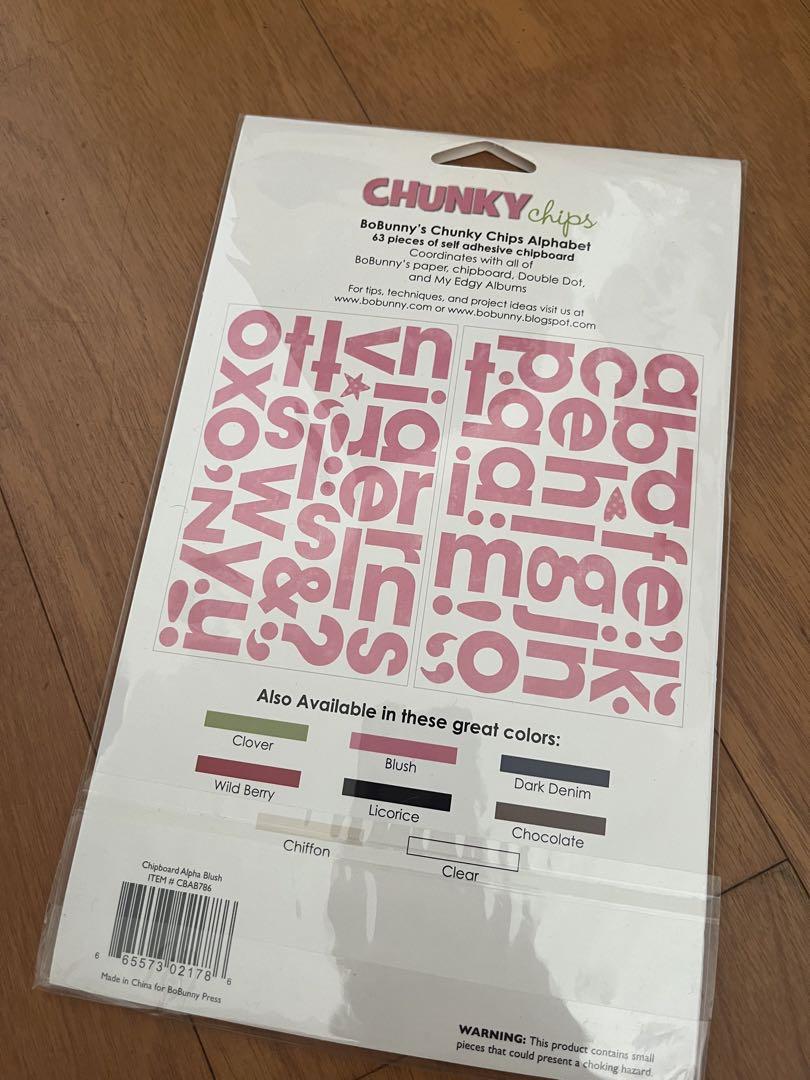 CHUNKY chips
BoBunny's Chunky Chips Alphabet
63 pieces of self adhesive chipboard
Coordinates with all of
BoBunny's paper, chipboard, Double Dot,
and My Edgy Albums
For tips, techniques, and project ideas visit us at
www.bobunny.com or www.bobunny.blogspot.com
Also Available in these great colors:
Clover
Blush
Dark Denim
Wild Berry
Licorice
Chocolate
Chiffon
Clear
Chipboard Alpha Blush
ITEM # CBAB786
6 65573 02178 6
Made in China for BoBunny Press
WARNING: This product contains small
pieces that could present a choking hazard.